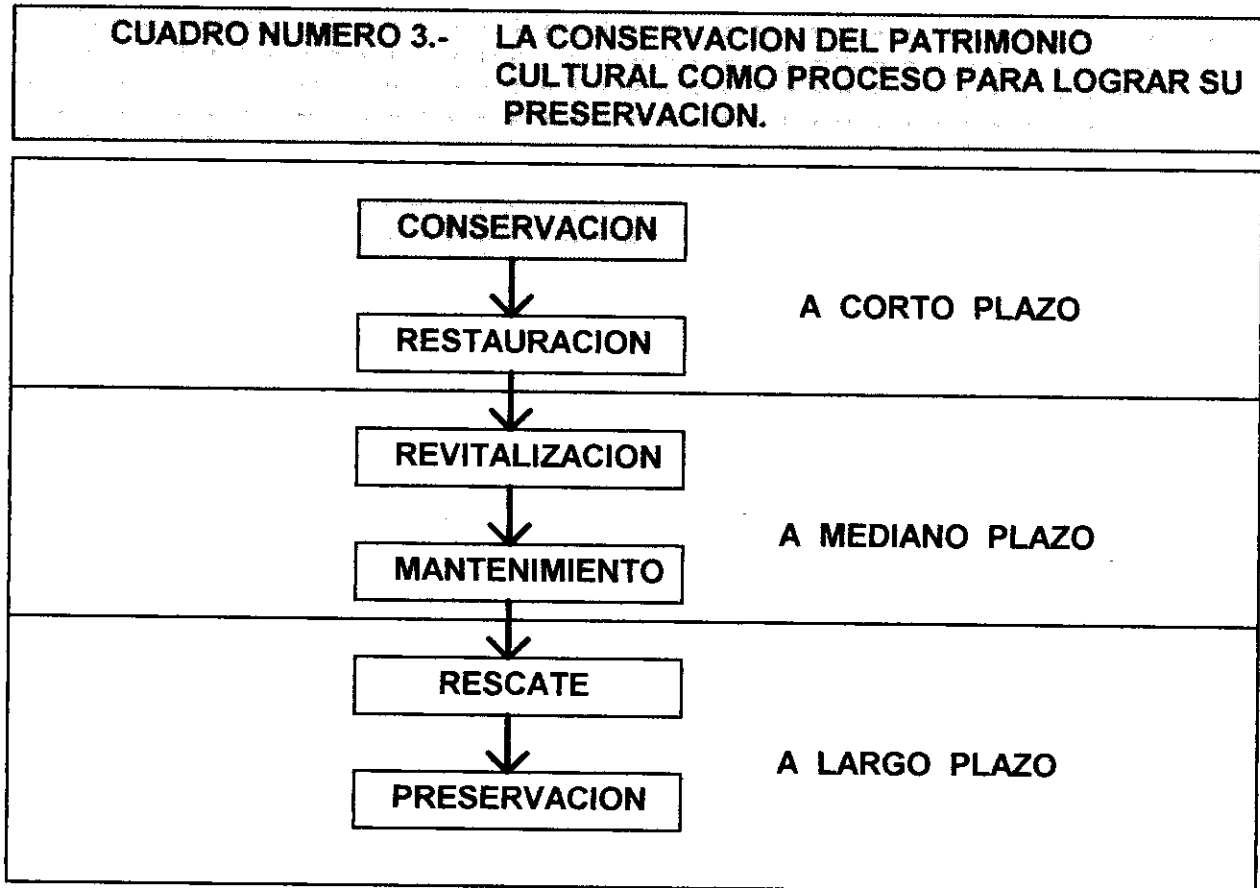 CUADRO NUMERO 3.- LA CONSERVACION DEL PATRIMONIO
CULTURAL COMO PROCESO PARA LOGRAR SU
PRESERVACION.
CONSERVACION
A CORTO PLAZO
RESTAURACION
REVITALIZACION
A MEDIANO PLAZO
MANTENIMIENTO
RESCATE
A LARGO PLAZO
PRESERVACION